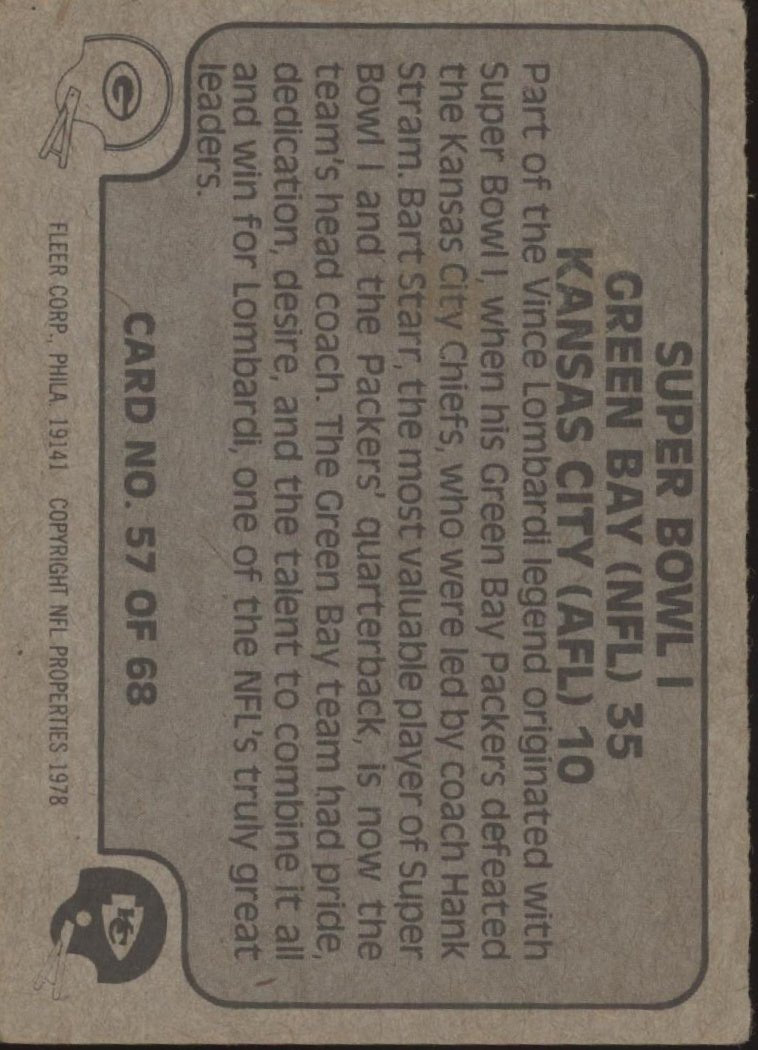 SUPER BOWL I
GREEN BAY (NFL) 35
KANSAS CITY (AFL) 10
Part of the Vince Lombardi legend originated with
Super Bowl I, when his Green Bay Packers defeated
the Kansas City Chiefs, who were led by coach Hank
Stram. Bart Starr, the most valuable player of Super
Bowl I and the Packers' quarterback, is now the
team's head coach. The Green Bay team had pride,
dedication, desire, and the talent to combine it all
and win for Lombardi, one of the NFL's truly great
leaders.
CARD NO. 57 OF 68
G
KC
FLEER CORP., PHILA. 19141 COPYRIGHT NFL PROPERTIES 1978